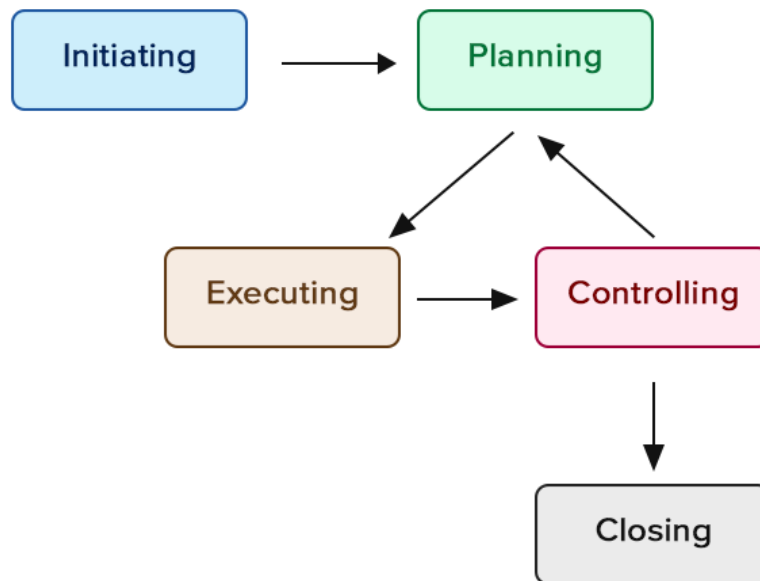 Initiating
Planning
Executing
Controlling
Closing